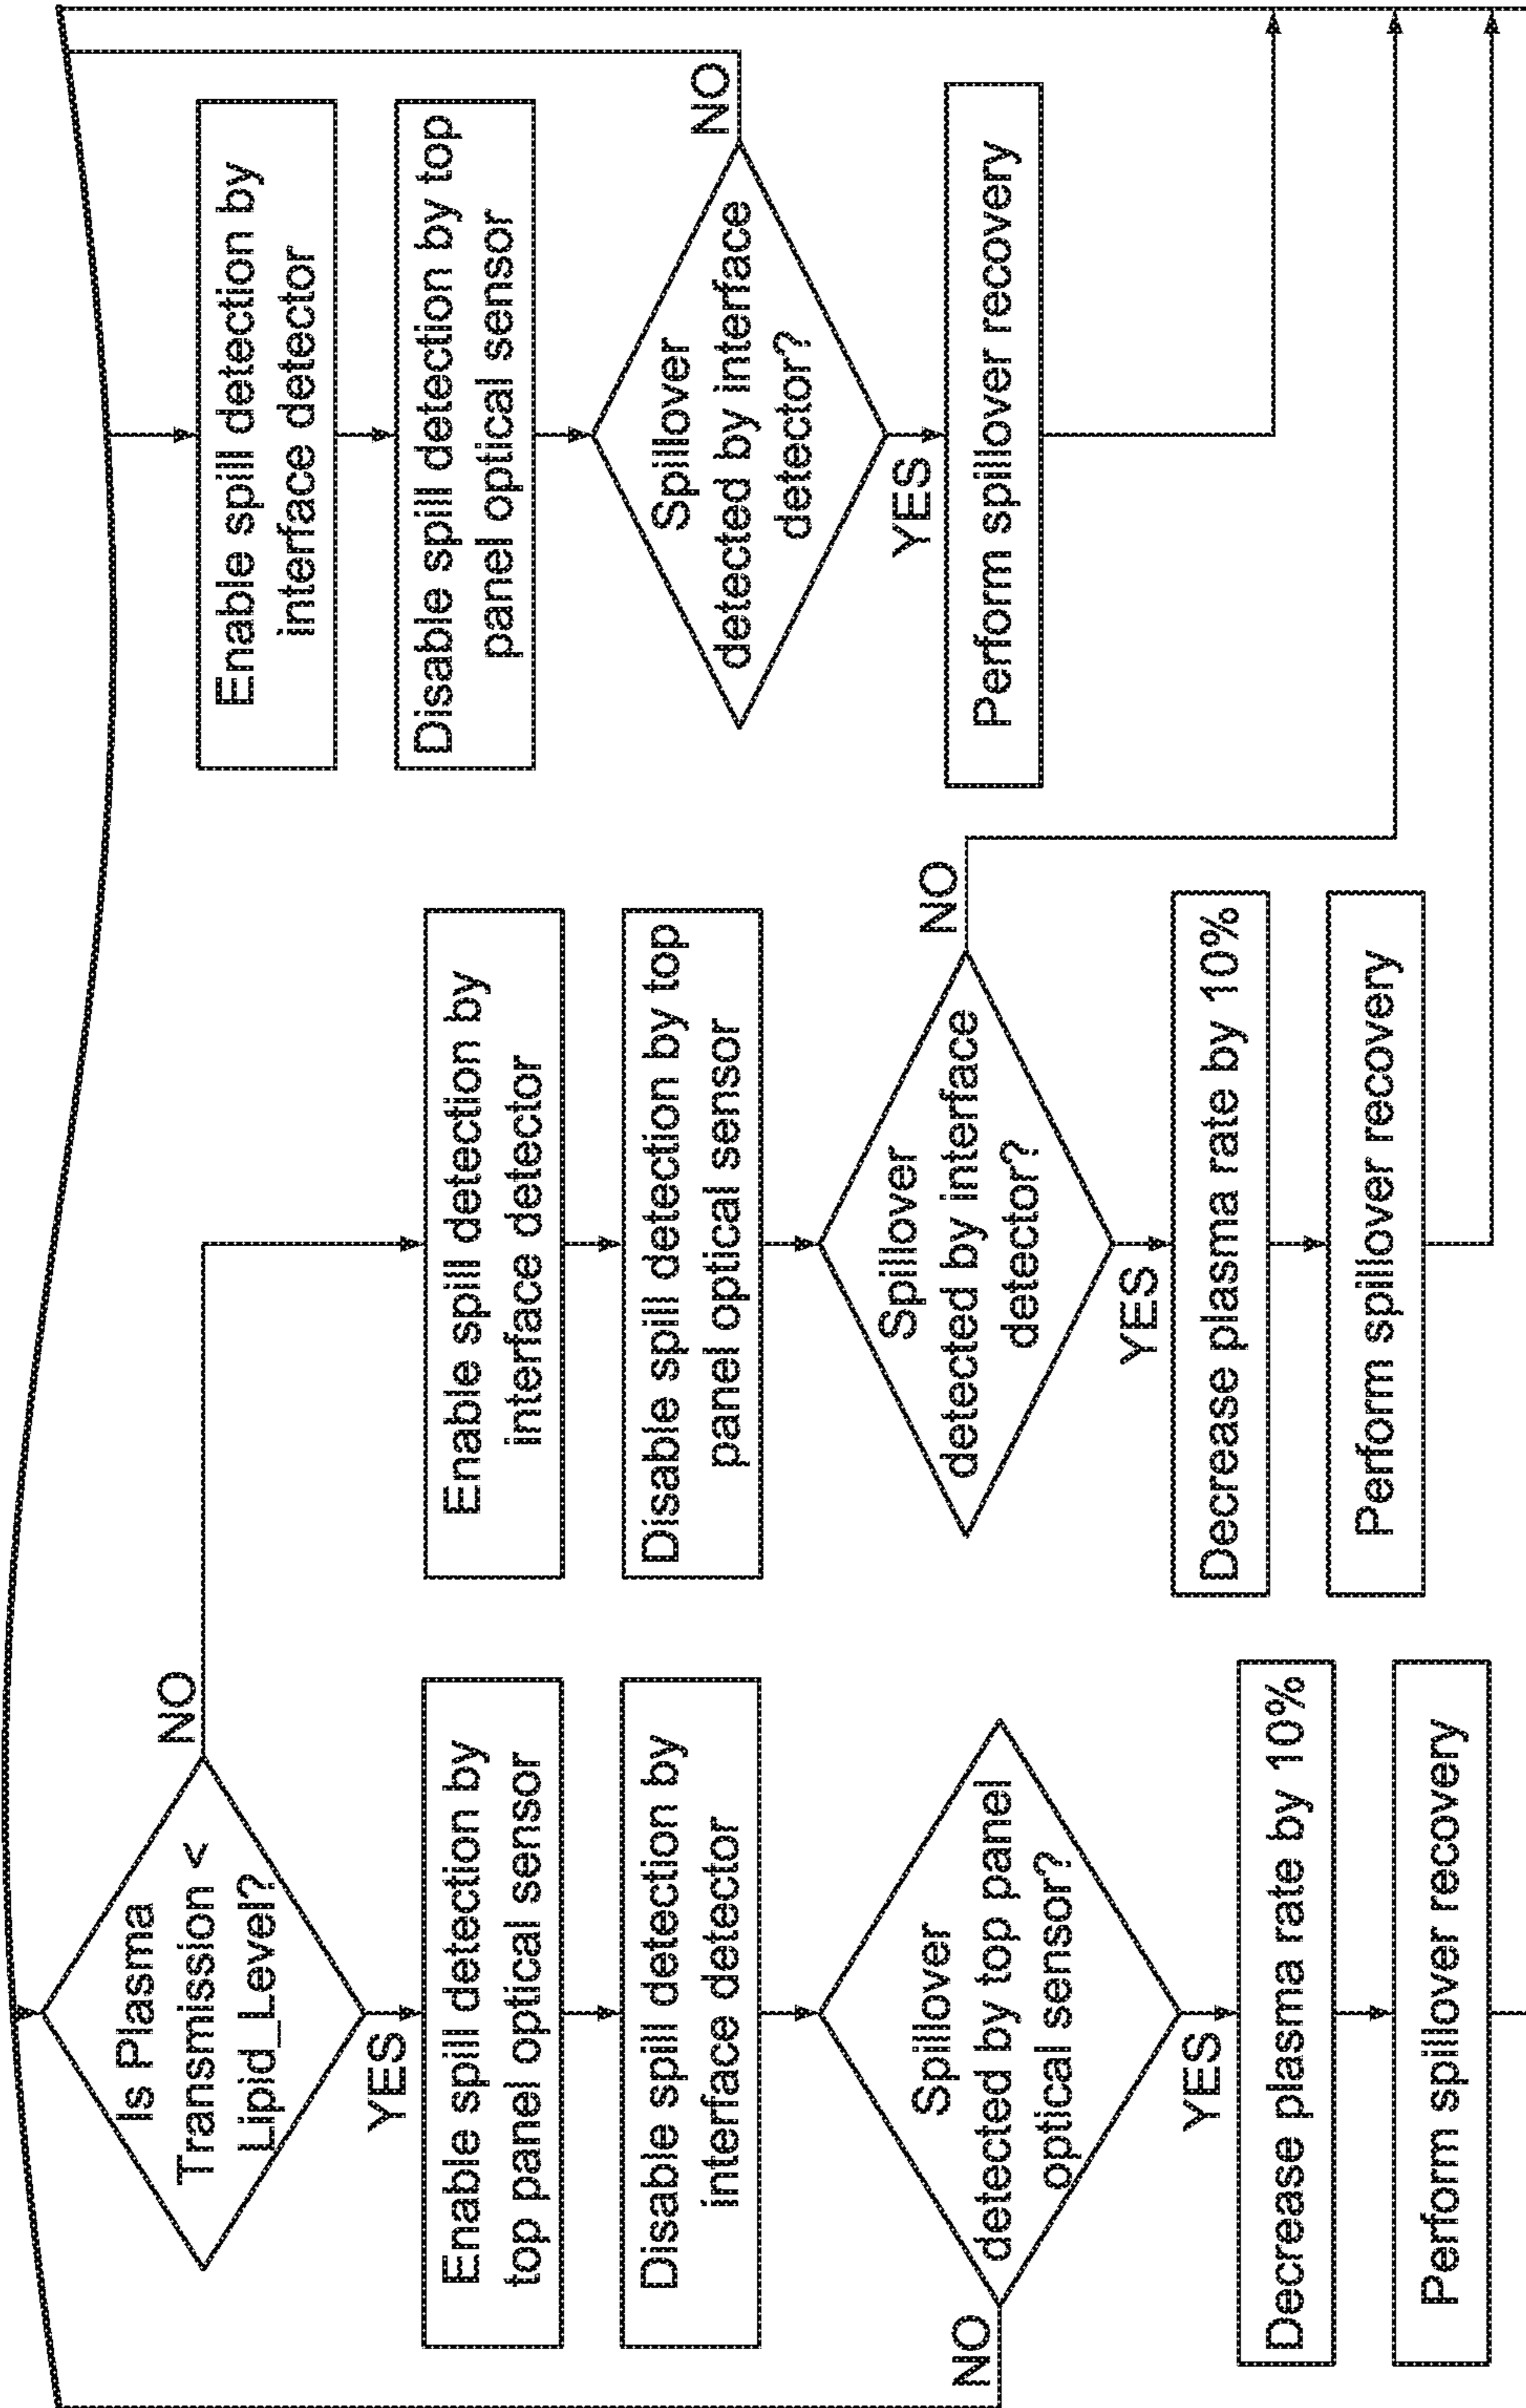 Is Plasma
Transmission <
Lipid_Level?
NO
YES
Enable spill detection by
top panel optical sensor
Disable spill detection by
interface detector
Spillover
detected by top panel
optical sensor?
NO
YES
Decrease plasma rate by 10%
Perform spillover recovery
Enable spill detection by
interface detector
Disable spill detection by top
panel optical sensor
Spillover
detected by interface
detector?
NO
YES
Decrease plasma rate by 10%
Perform spillover recovery
Enable spill detection by
interface detector
Disable spill detection by top
panel optical sensor
Spillover
detected by interface
detector?
NO
YES
Perform spillover recovery